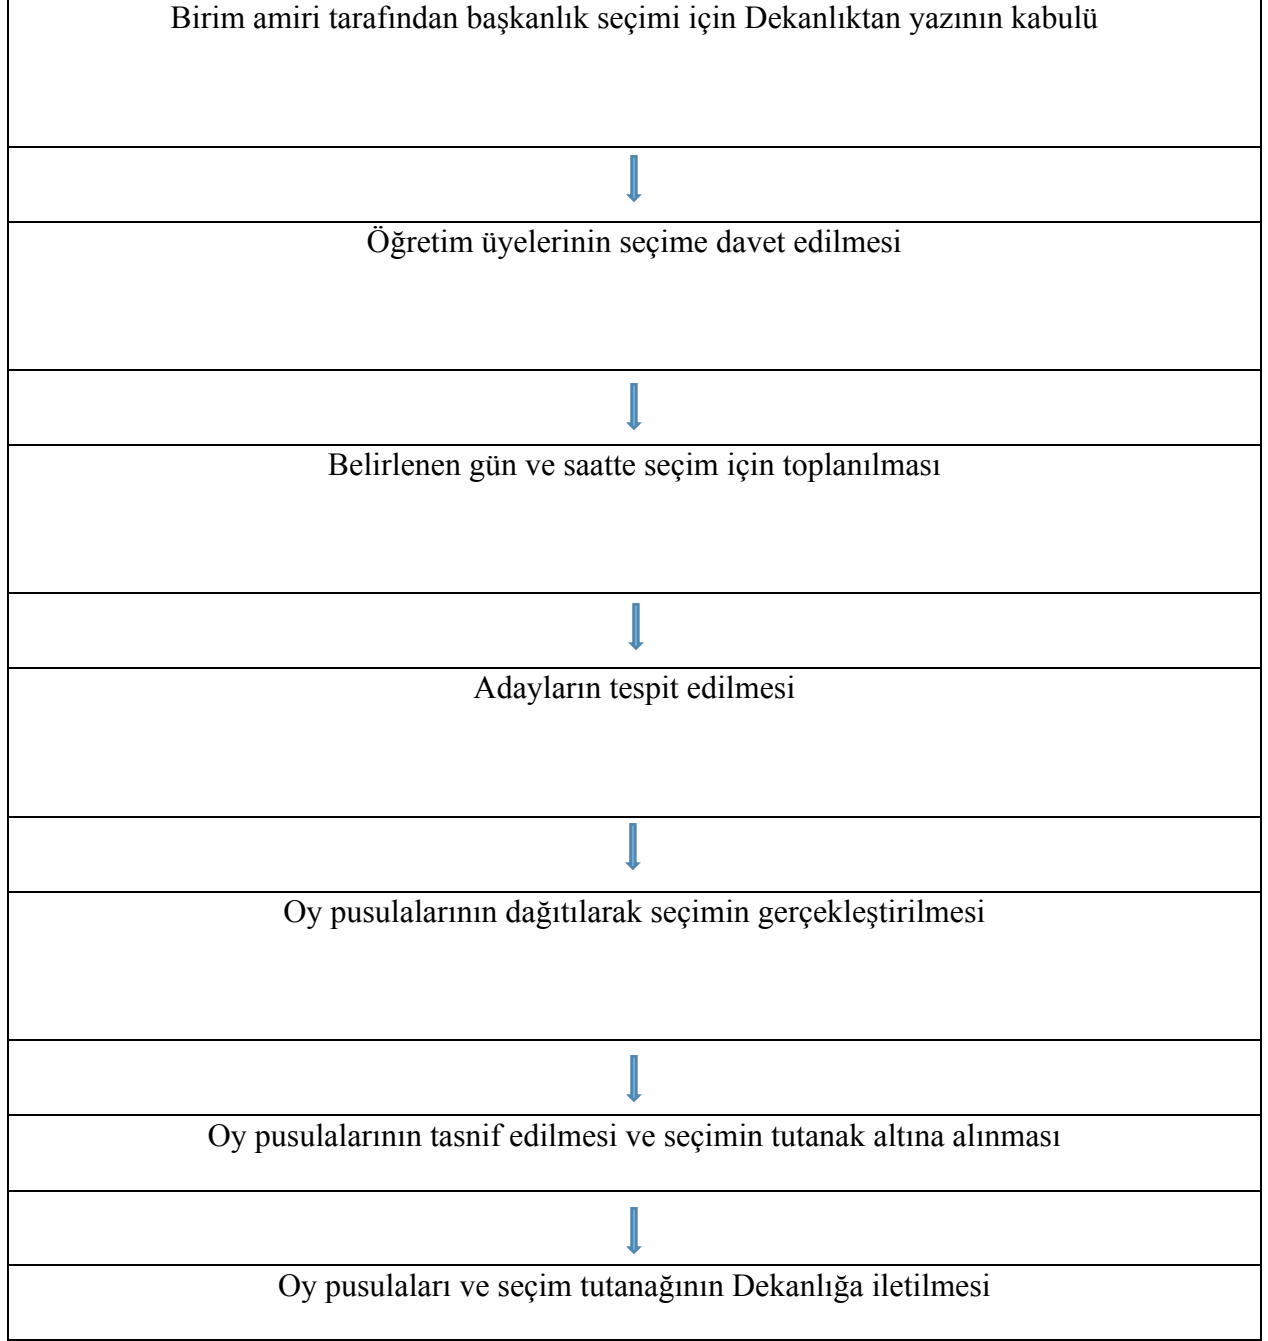 Birim amiri tarafından başkanlık seçimi için Dekanlıktan yazının kabulü
Öğretim üyelerinin seçime davet edilmesi
Belirlenen gün ve saatte seçim için toplanılması
Adayların tespit edilmesi
Oy pusulalarının dağıtılarak seçimin gerçekleştirilmesi
Oy pusulalarının tasnif edilmesi ve seçimin tutanak altına alınması
Oy pusulaları ve seçim tutanağının Dekanlığa iletilmesi